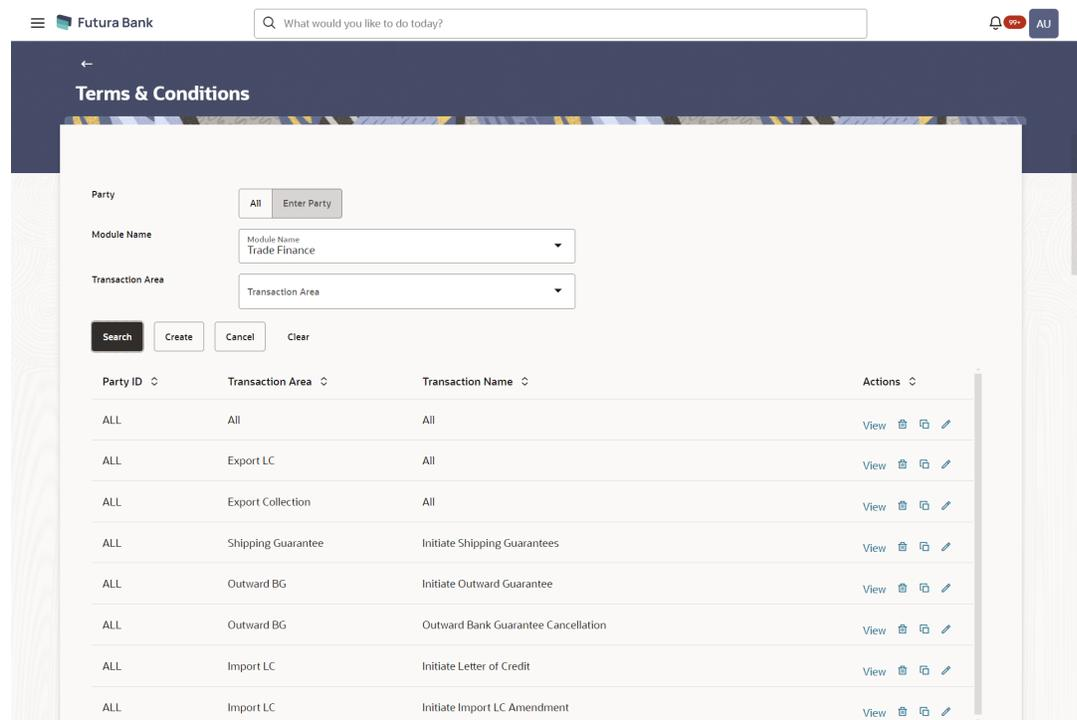 Futura Bank
What would you like to do today?
99+
AU
Terms & Conditions
Party
All
Enter Party
Module Name
Module Name
Trade Finance
Transaction Area
Transaction Area
Search
Create
Cancel
Clear
Party ID Transaction Area Transaction Name Actions
ALL All All View
ALL Export LC All View
ALL Export Collection All View
ALL Shipping Guarantee Initiate Shipping Guarantees View
ALL Outward BG Initiate Outward Guarantee View
ALL Outward BG Outward Bank Guarantee Cancellation View
ALL Import LC Initiate Letter of Credit View
ALL Import LC Initiate Import LC Amendment View